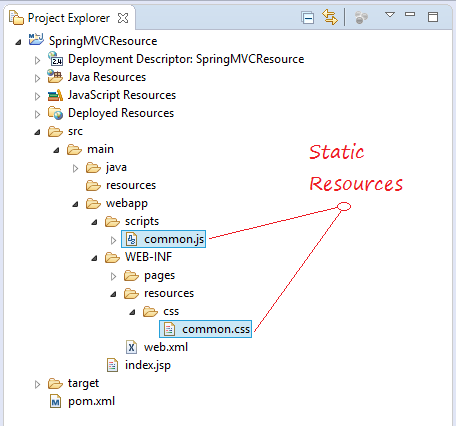 Project Explorer
SpringMVCResource
Deployment Descriptor: SpringMVCResource
Java Resources
JavaScript Resources
Deployed Resources
src
main
java
resources
webapp
scripts
common.js
WEB-INF
pages
resources
css
common.css
web.xml
index.jsp
target
pom.xml
Static
Resources